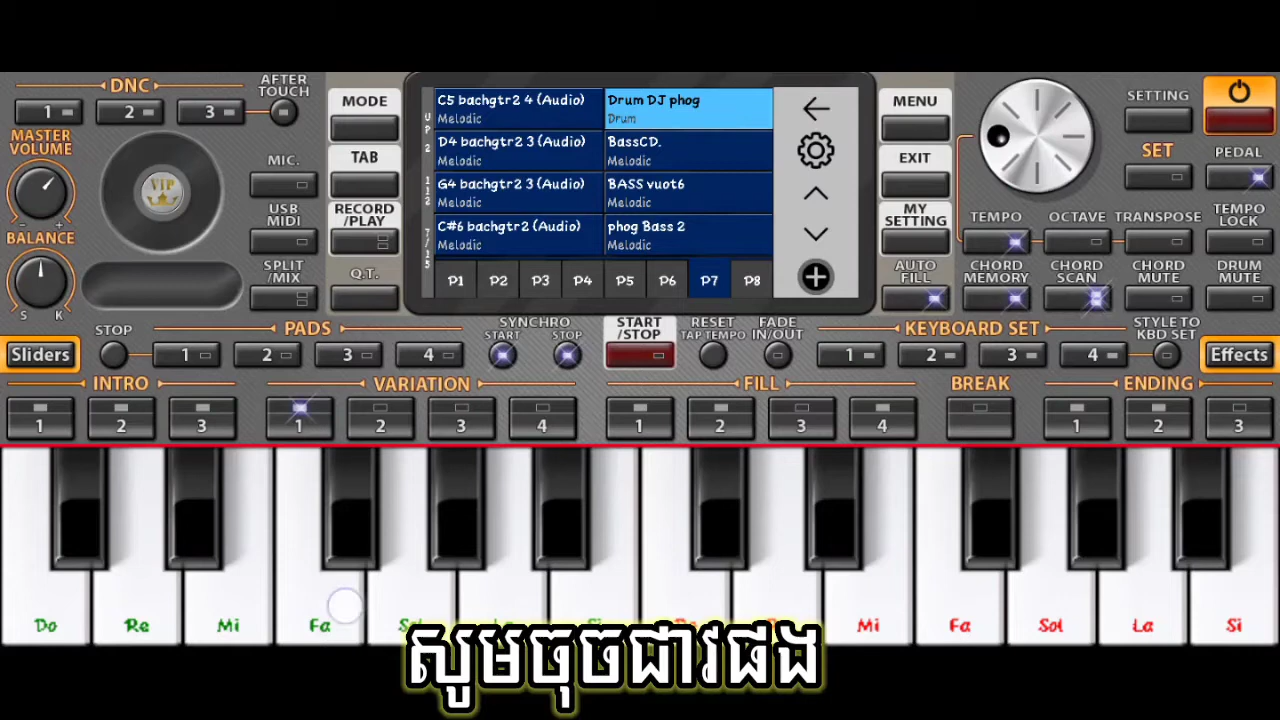 DNC
AFTER
TOUCH
1 2 3
MASTER
VOLUME
BALANCE
S K
VIP
MIC.
USB
MIDI
SPLIT
/MIX
MODE
TAB
RECORD
/PLAY
Q.T.
C5 bachgtr2 4 (Audio)
Melodic
D4 bachgtr2 3 (Audio)
Melodic
G4 bachgtr2 3 (Audio)
Melodic
C#6 bachgtr2 (Audio)
Melodic
Drum DJ phog
Drum
BassCD.
Melodic
BASS vuot6
Melodic
phog Bass 2
Melodic
P1 P2 P3 P4 P5 P6 P7 P8
MENU
EXIT
MY
SETTING
AUTO
FILL
SETTING
SET
PEDAL
TEMPO OCTAVE TRANSPOSE
TEMPO
LOCK
CHORD
MEMORY
CHORD
SCAN
CHORD
MUTE
DRUM
MUTE
Sliders
STOP
PADS
1 2 3 4
SYNCHRO
START STOP
START
/STOP
RESET
TAP TEMPO
FADE
IN/OUT
KEYBOARD SET
1 2 3 4
STYLE TO
KBD SET
Effects
INTRO
1 2 3
VARIATION
1 2 3 4
FILL
1 2 3 4
BREAK
ENDING
1 2 3
Do Re Mi Fa Mi Fa Sol La Si
សូមចុចជាវផង